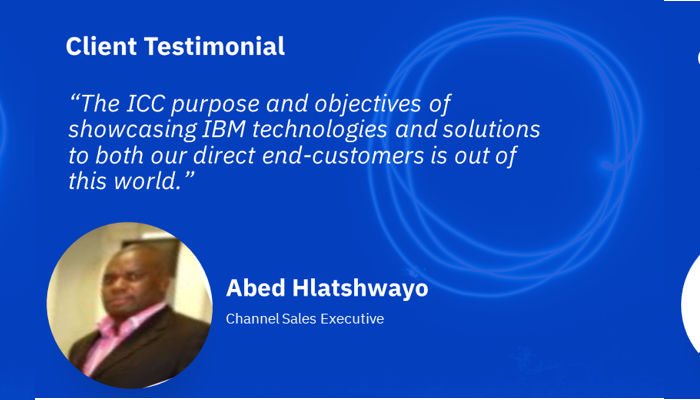 Client Testimonial
“The ICC purpose and objectives of
showcasing IBM technologies and solutions
to both our direct end-customers is out of
this world.”
Abed Hlatshwayo
Channel Sales Executive